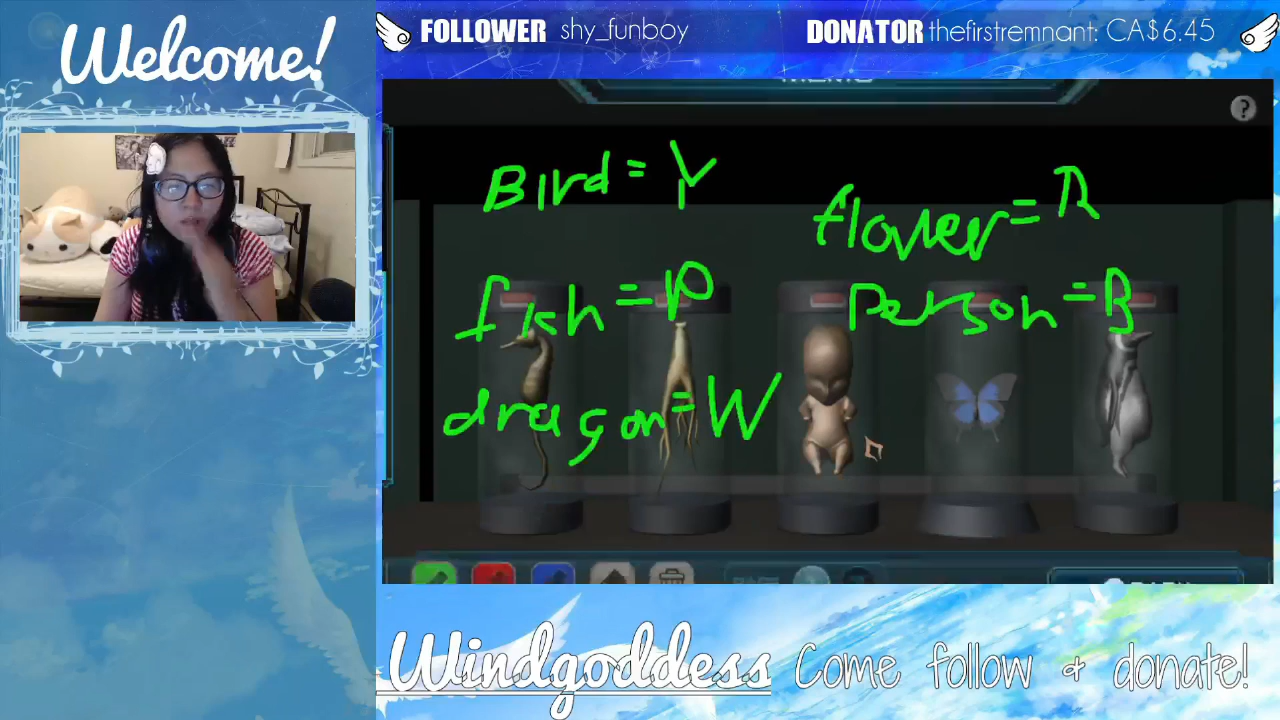 Welcome!
FOLLOWER shy_funboy
DONATOR thefirstremnant: CA$6.45
?
Bird = Y
flower = R
fish = P
Person = B
dragon = W
Windgoddess Come follow & donate!